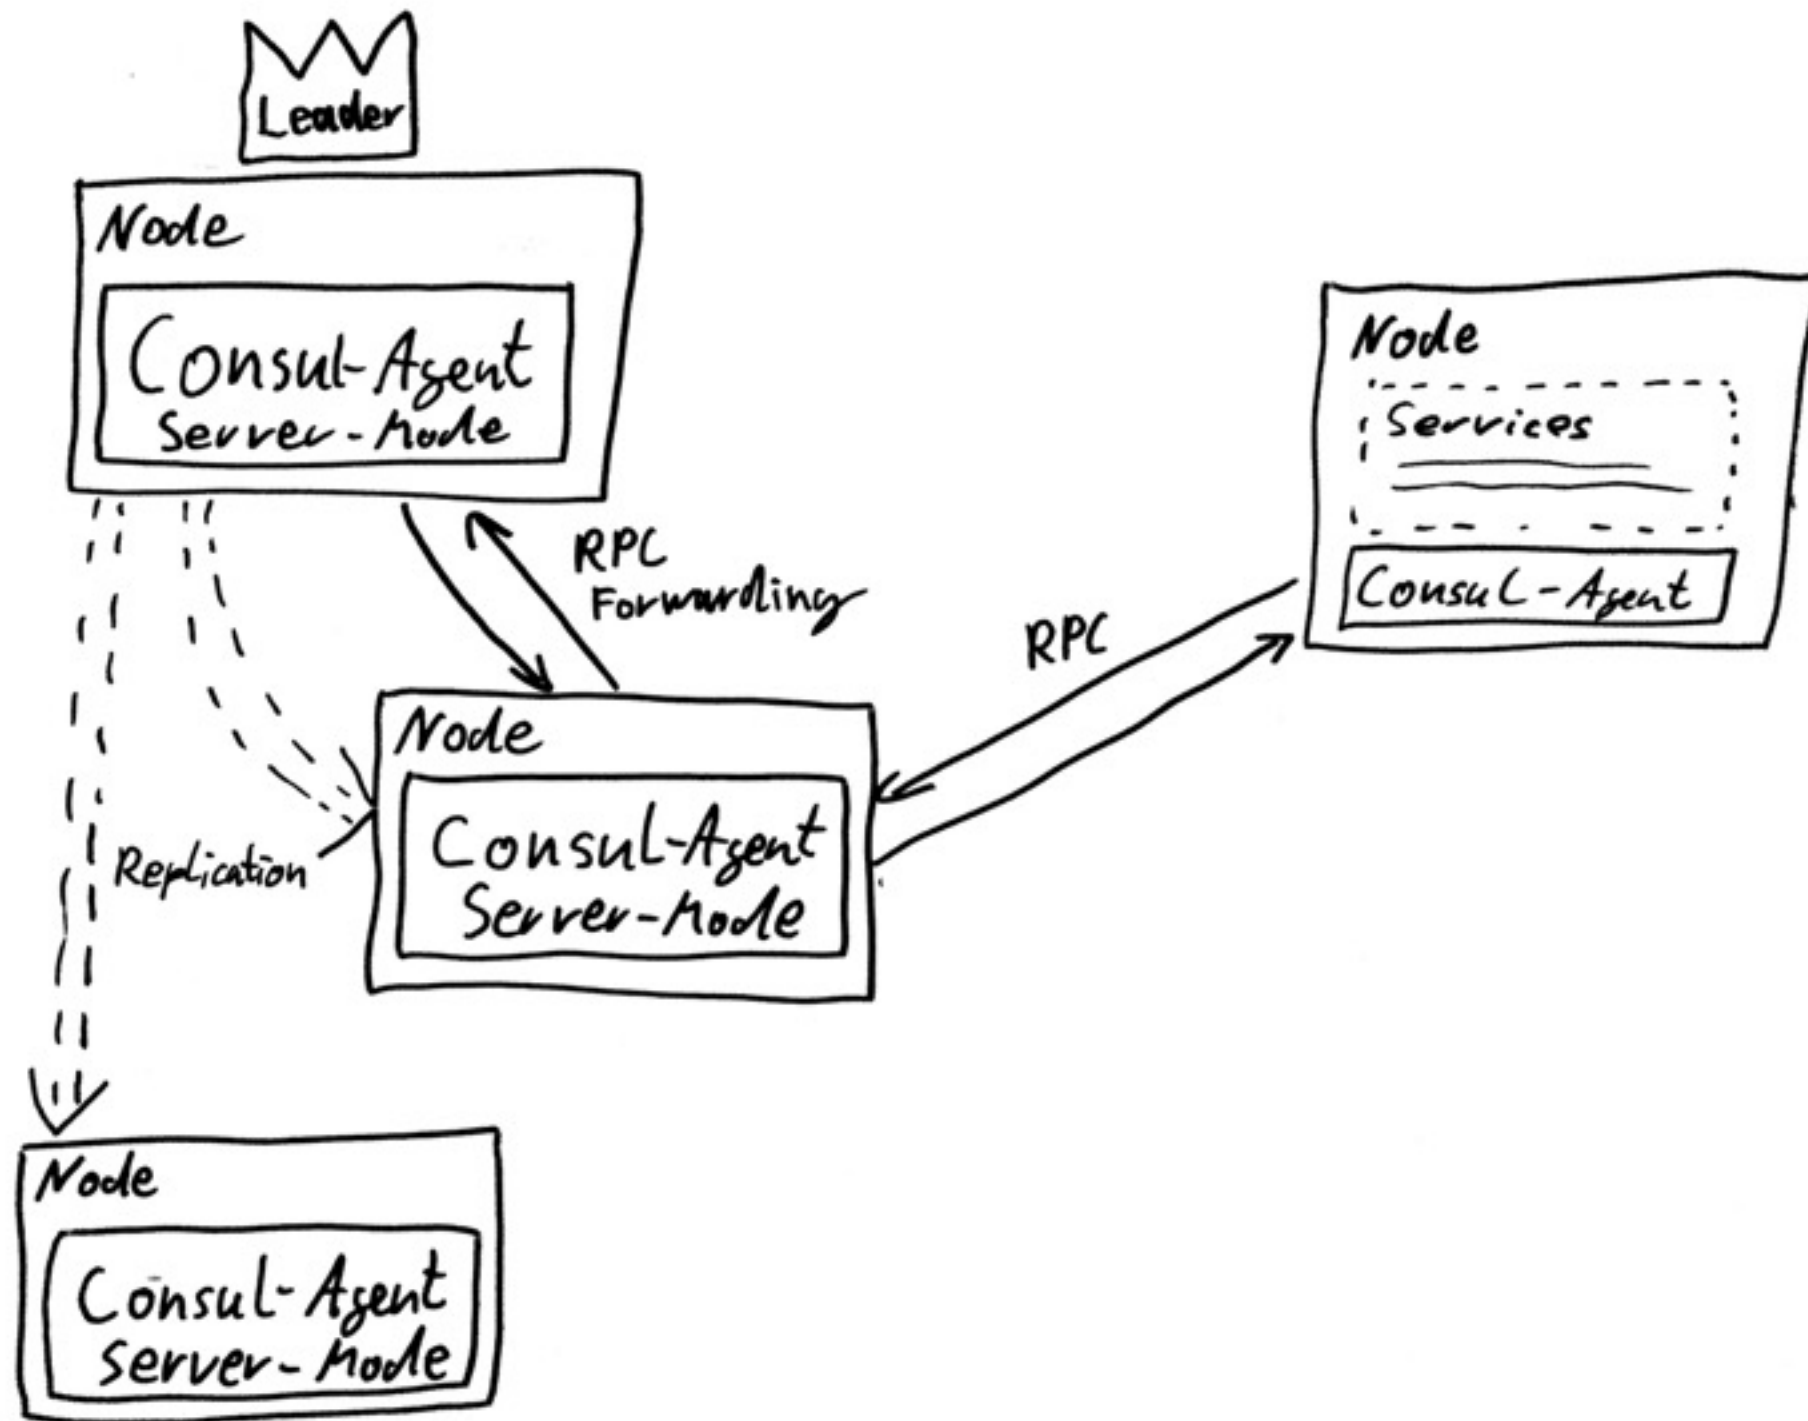 Leader
Node
Consul-Agent
Server-Mode
Node
Services
Consul-Agent
RPC
Forwarding
RPC
Node
Consul-Agent
Server-Mode
Replication
Node
Consul-Agent
Server-Mode